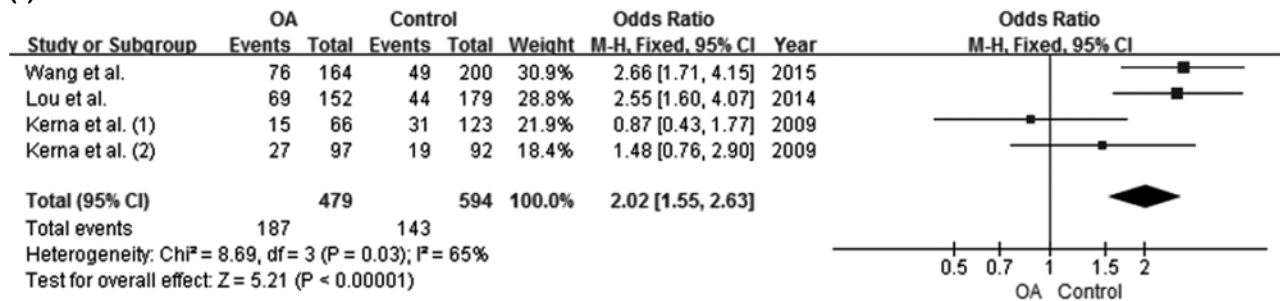 OA Control Odds Ratio Odds Ratio
Study or Subgroup Events Total Events Total Weight M-H, Fixed, 95% CI Year M-H, Fixed, 95% CI
Wang et al. 76 164 49 200 30.9% 2.66 [1.71, 4.15] 2015
Lou et al. 69 152 44 179 28.8% 2.55 [1.60, 4.07] 2014
Kerna et al. (1) 15 66 31 123 21.9% 0.87 [0.43, 1.77] 2009
Kerna et al. (2) 27 97 19 92 18.4% 1.48 [0.76, 2.90] 2009
Total (95% CI) 479 594 100.0% 2.02 [1.55, 2.63]
Total events 187 143
Heterogeneity: Chi² = 8.69, df = 3 (P = 0.03); I² = 65%
Test for overall effect: Z = 5.21 (P < 0.00001)
0.5 0.7 1 1.5 2
OA Control